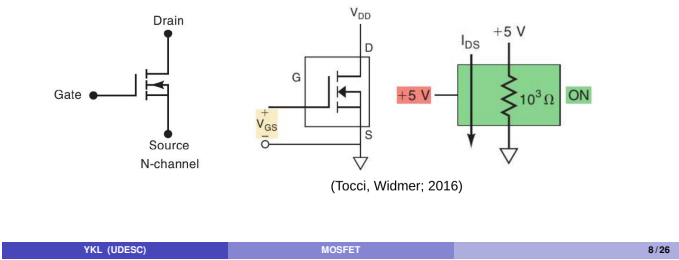 Drain
Gate
Source
N-channel
V_DD
D
G
+
V_GS
−
S
I_DS
+5 V
+5 V
10³ Ω
ON
(Tocci, Widmer; 2016)
YKL (UDESC) MOSFET 8 / 26